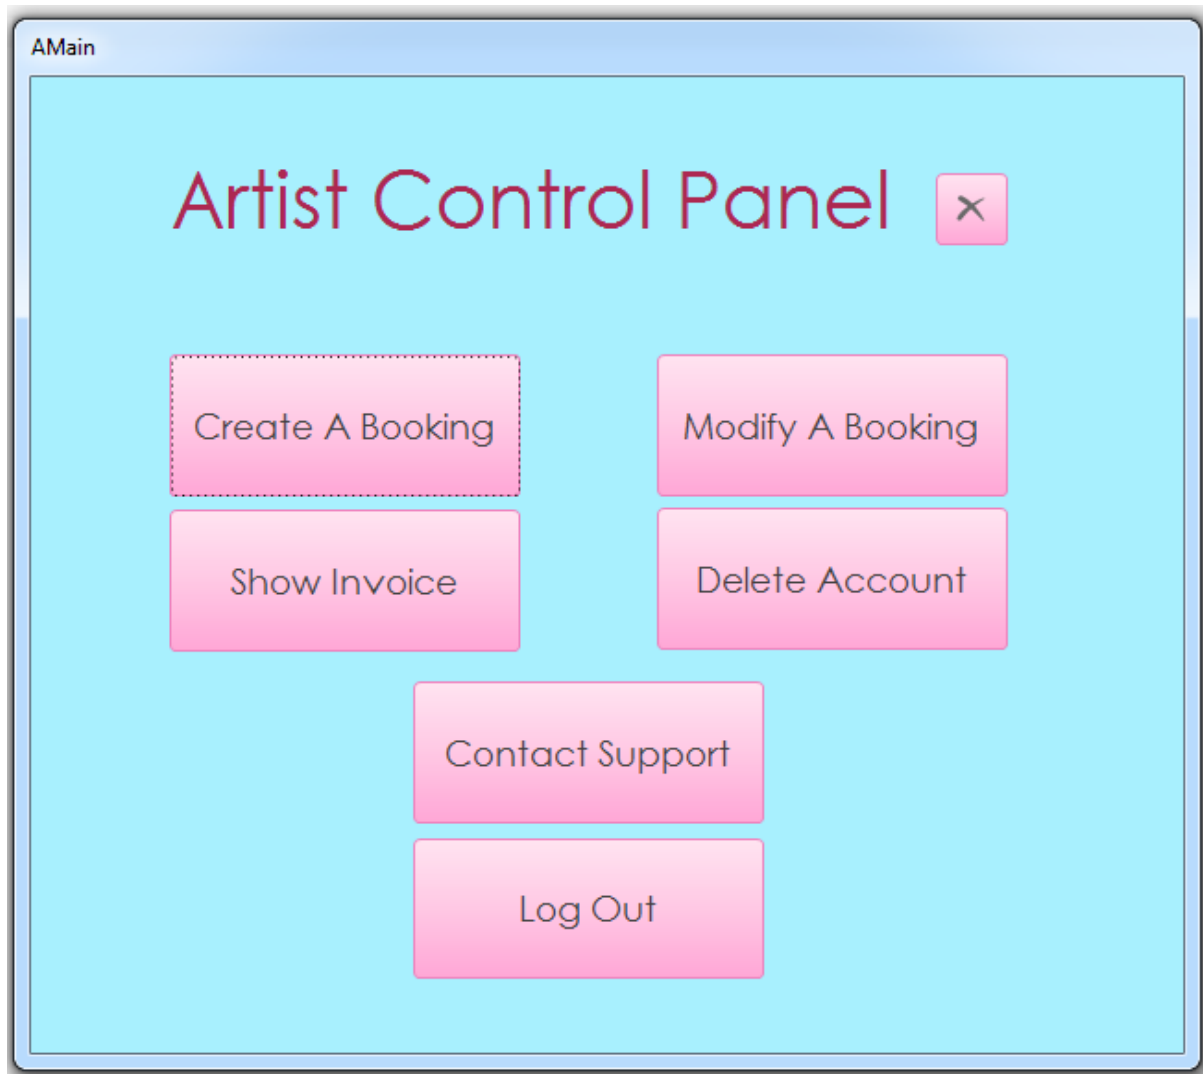 AMain
Artist Control Panel
Create A Booking
Modify A Booking
Show Invoice
Delete Account
Contact Support
Log Out